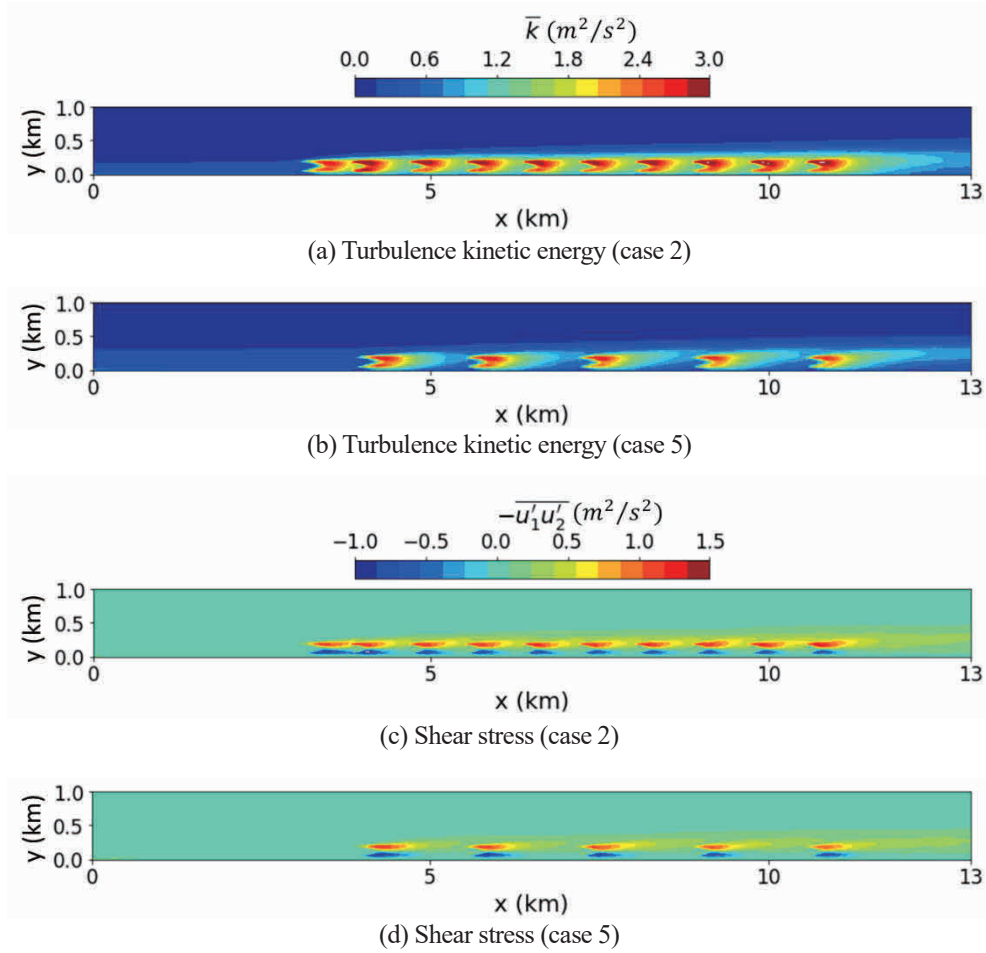 k̅ (m²/s²)
0.0 0.6 1.2 1.8 2.4 3.0
y (km)
1.0
0.5
0.0
0 5 10 13
x (km)
(a) Turbulence kinetic energy (case 2)
y (km)
1.0
0.5
0.0
0 5 10 13
x (km)
(b) Turbulence kinetic energy (case 5)
−u₁′u₂′ (m²/s²)
−1.0 −0.5 0.0 0.5 1.0 1.5
y (km)
1.0
0.5
0.0
0 5 10 13
x (km)
(c) Shear stress (case 2)
y (km)
1.0
0.5
0.0
0 5 10 13
x (km)
(d) Shear stress (case 5)